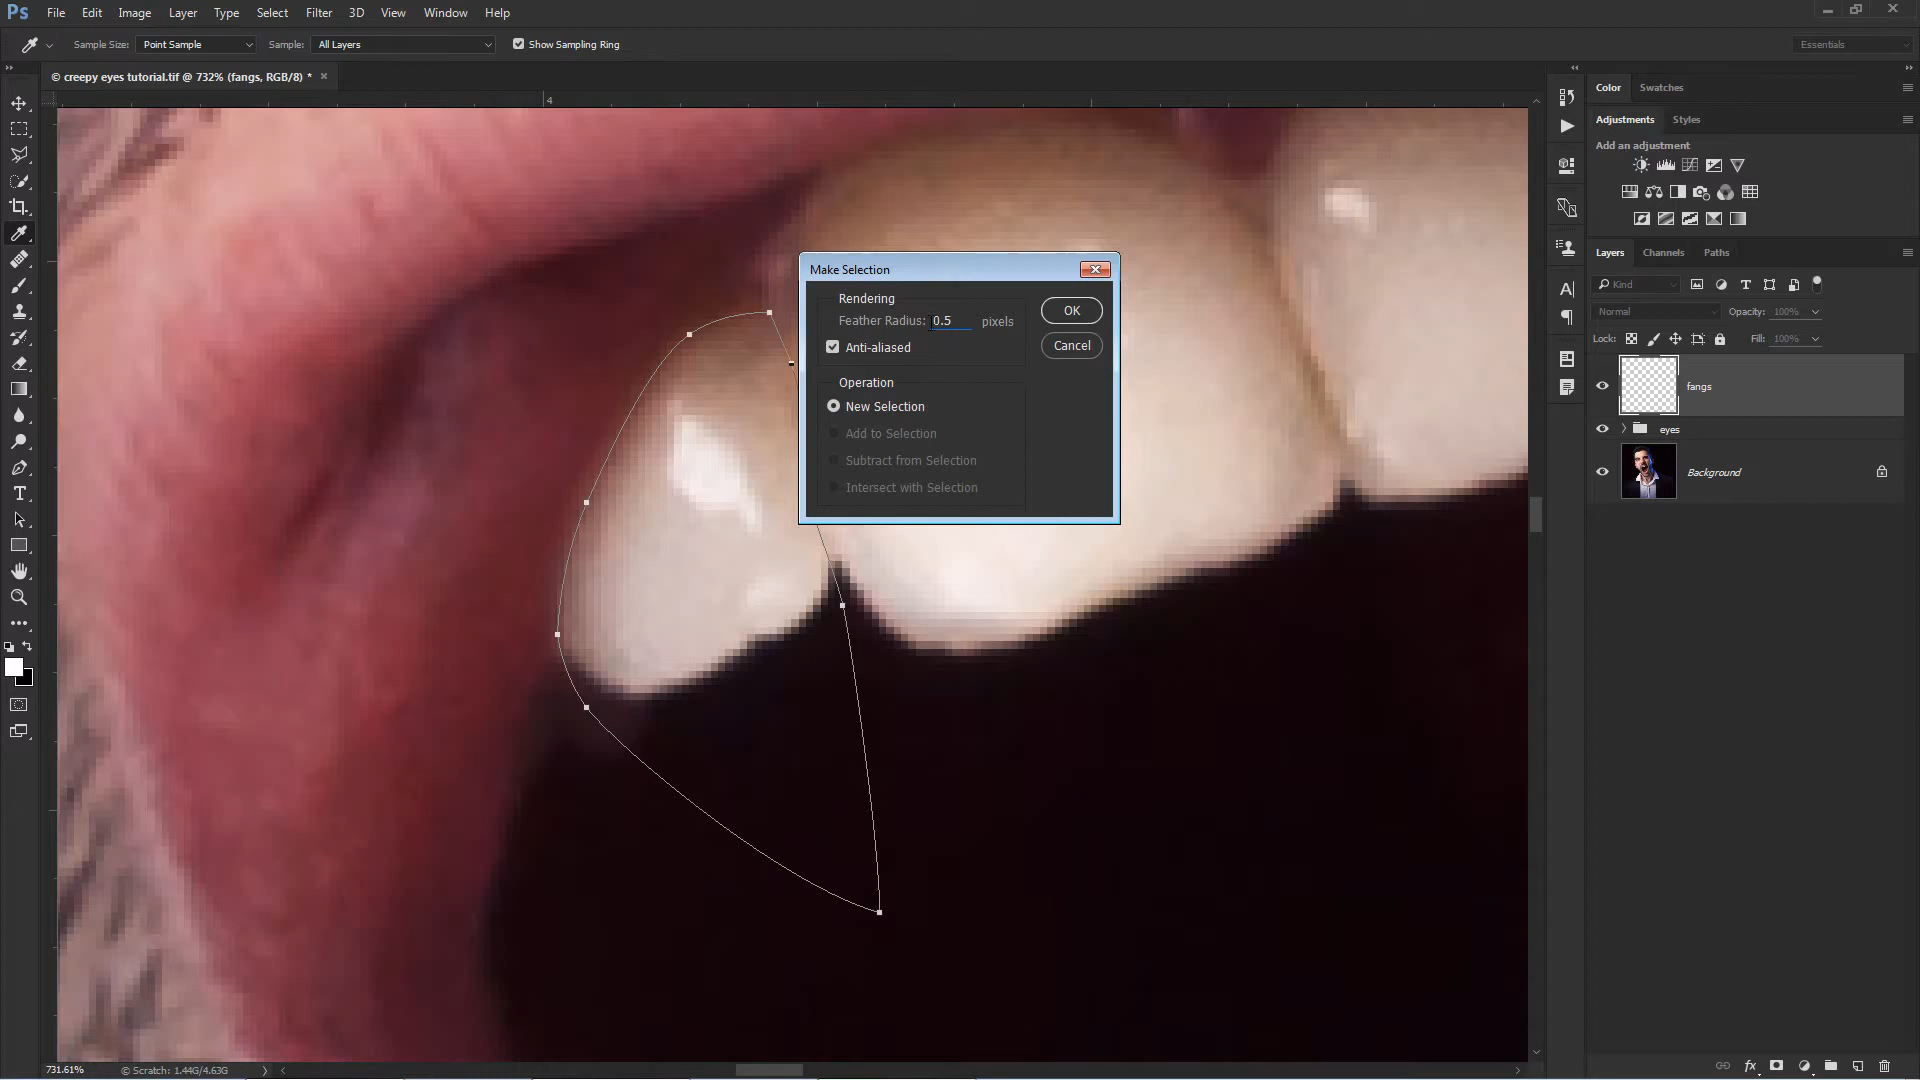 Ps File Edit Image Layer Type Select Filter 3D View Window Help
Sample Size: Point Sample Sample: All Layers Show Sampling Ring Essentials
© creepy eyes tutorial.tif @ 732% (fangs, RGB/8) * ×
4
Color Swatches
Adjustments Styles
Add an adjustment
Layers Channels Paths
Kind
Normal Opacity: 100%
Lock: Fill: 100%
fangs
eyes
Background
Make Selection
Rendering
Feather Radius: 0.5 pixels
Anti-aliased
OK
Cancel
Operation
New Selection
Add to Selection
Subtract from Selection
Intersect with Selection
731.61% © Scratch: 1.44G/4.63G